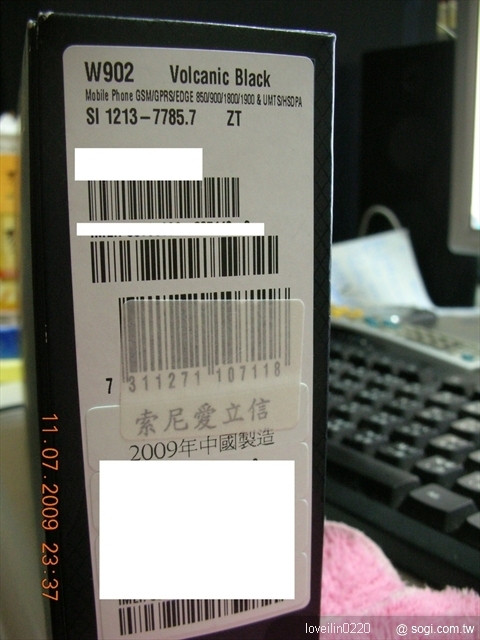 W902 Volcanic Black
Mobile Phone GSM/GPRS/EDGE 850/900/1800/1900 & UMTS/HSDPA
SI 1213-7785.7 ZT
7 311271 107118
索尼愛立信
2009年中國製造
11.07.2009 23:37
loveilin0220 @ sogi.com.tw